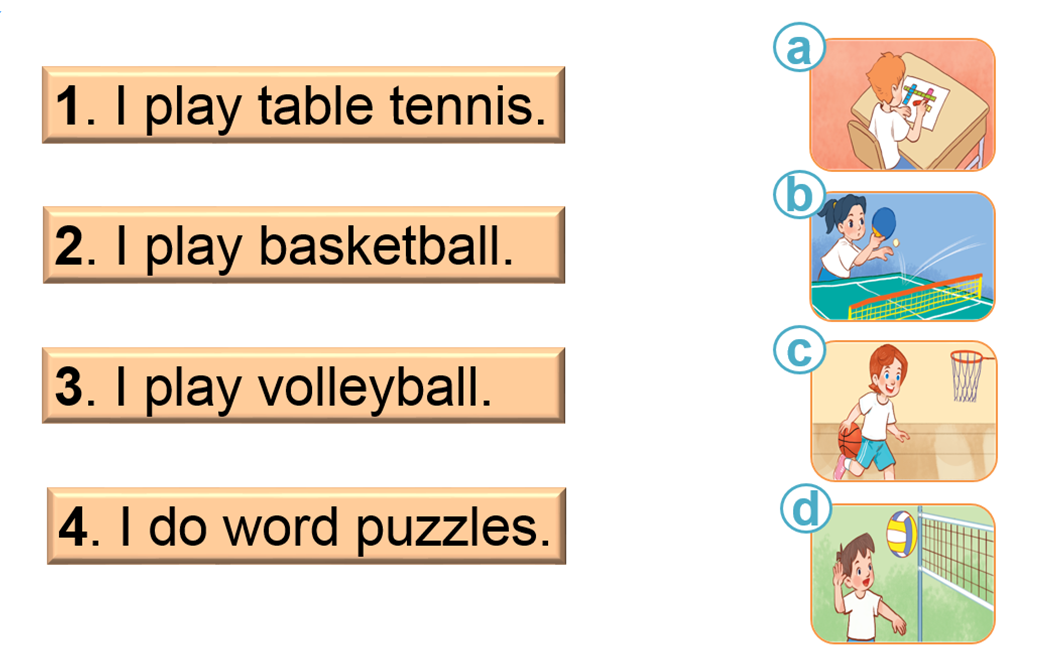 1. I play table tennis.
2. I play basketball.
3. I play volleyball.
4. I do word puzzles.
a
b
c
d